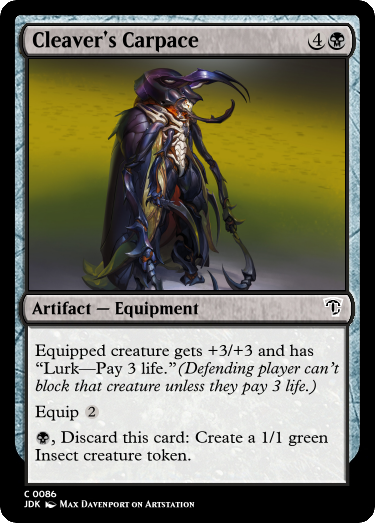 Cleaver's Carpace 4
Artifact — Equipment
Equipped creature gets +3/+3 and has
“Lurk—Pay 3 life.” (Defending player can't
block that creature unless they pay 3 life.)
Equip 2
, Discard this card: Create a 1/1 green
Insect creature token.
C 0086
JDK Max Davenport on Artstation